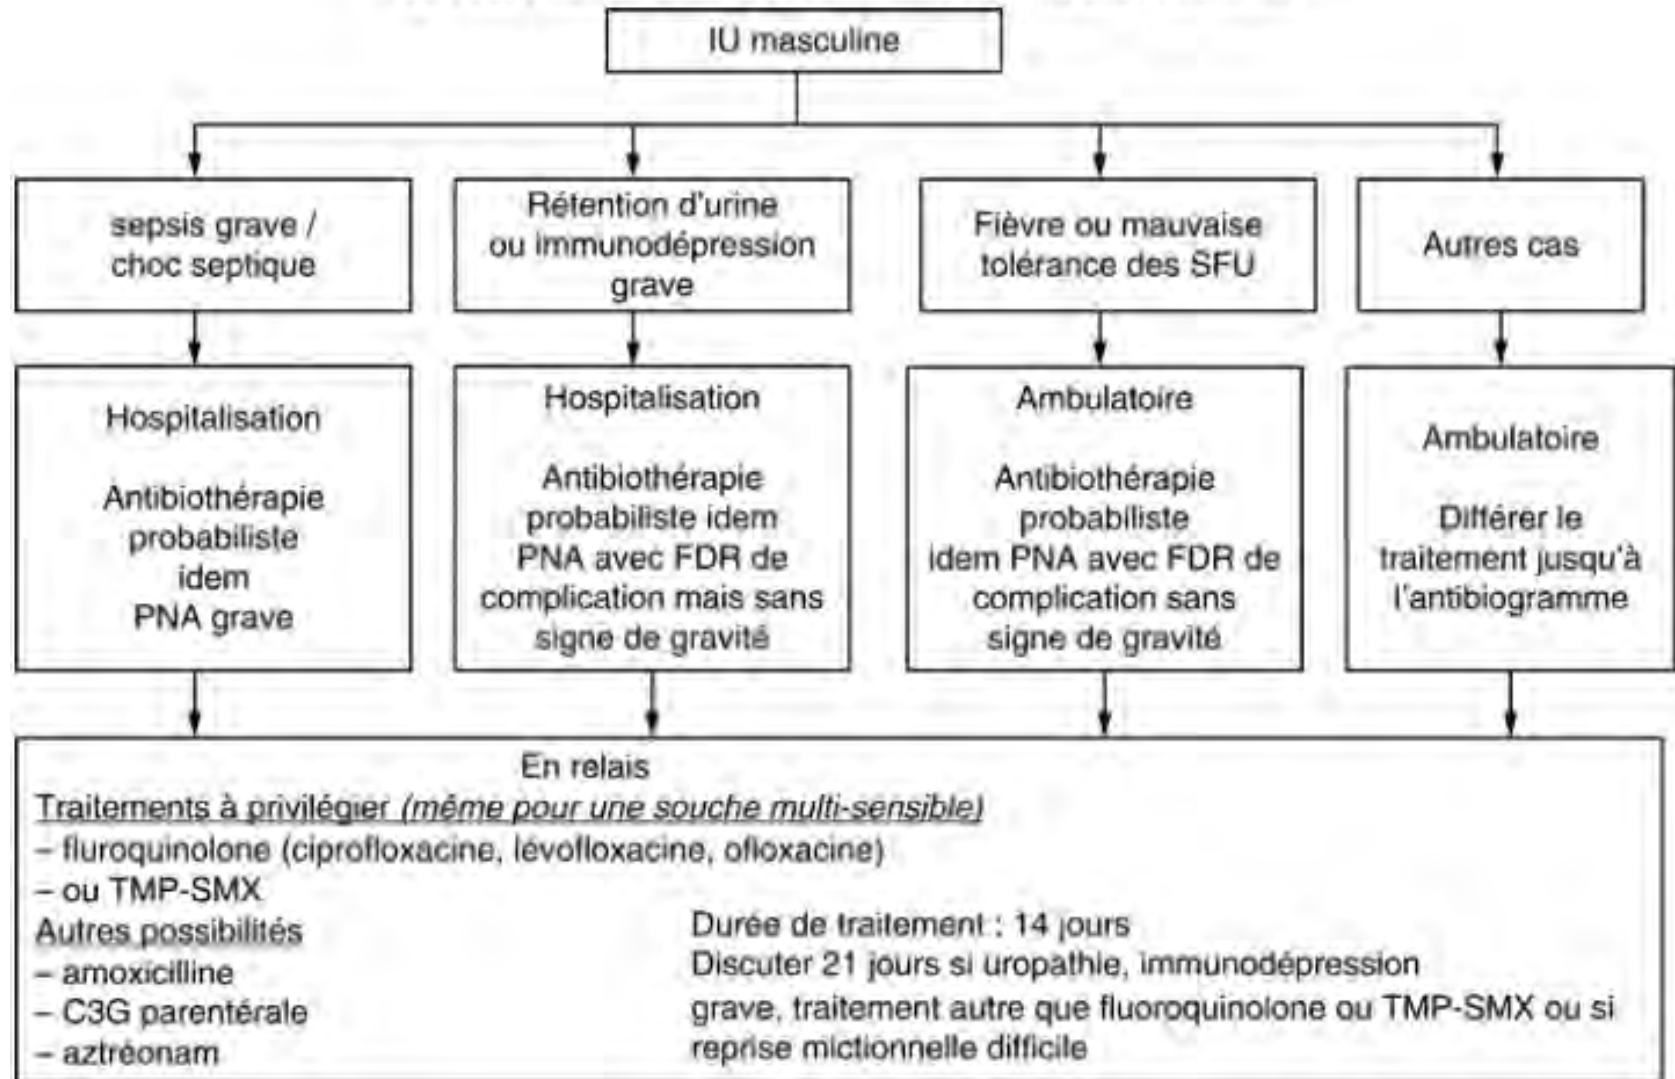 IU masculine
sepsis grave /
choc septique
Rétention d'urine
ou immunodépression
grave
Fièvre ou mauvaise
tolérance des SFU
Autres cas
Hospitalisation
Antibiothérapie
probabiliste
idem
PNA grave
Hospitalisation
Antibiothérapie
probabiliste idem
PNA avec FDR de
complication mais sans
signe de gravité
Ambulatoire
Antibiothérapie
probabiliste
idem PNA avec FDR de
complication sans
signe de gravité
Ambulatoire
Différer le
traitement jusqu'à
l'antibiogramme
En relais
Traitements à privilégier (même pour une souche multi-sensible)
– fluroquinolone (ciprofloxacine, lévofloxacine, ofloxacine)
– ou TMP-SMX
Autres possibilités
– amoxicilline
– C3G parentérale
– aztréonam
Durée de traitement : 14 jours
Discuter 21 jours si uropathie, immunodépression
grave, traitement autre que fluoroquinolone ou TMP-SMX ou si
reprise mictionnelle difficile